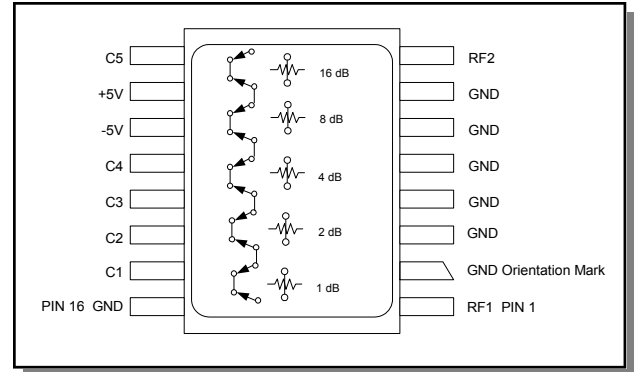 C5
+5V
-5V
C4
C3
C2
C1
PIN 16 GND
16 dB
8 dB
4 dB
2 dB
1 dB
RF2
GND
GND
GND
GND
GND
GND Orientation Mark
RF1 PIN 1